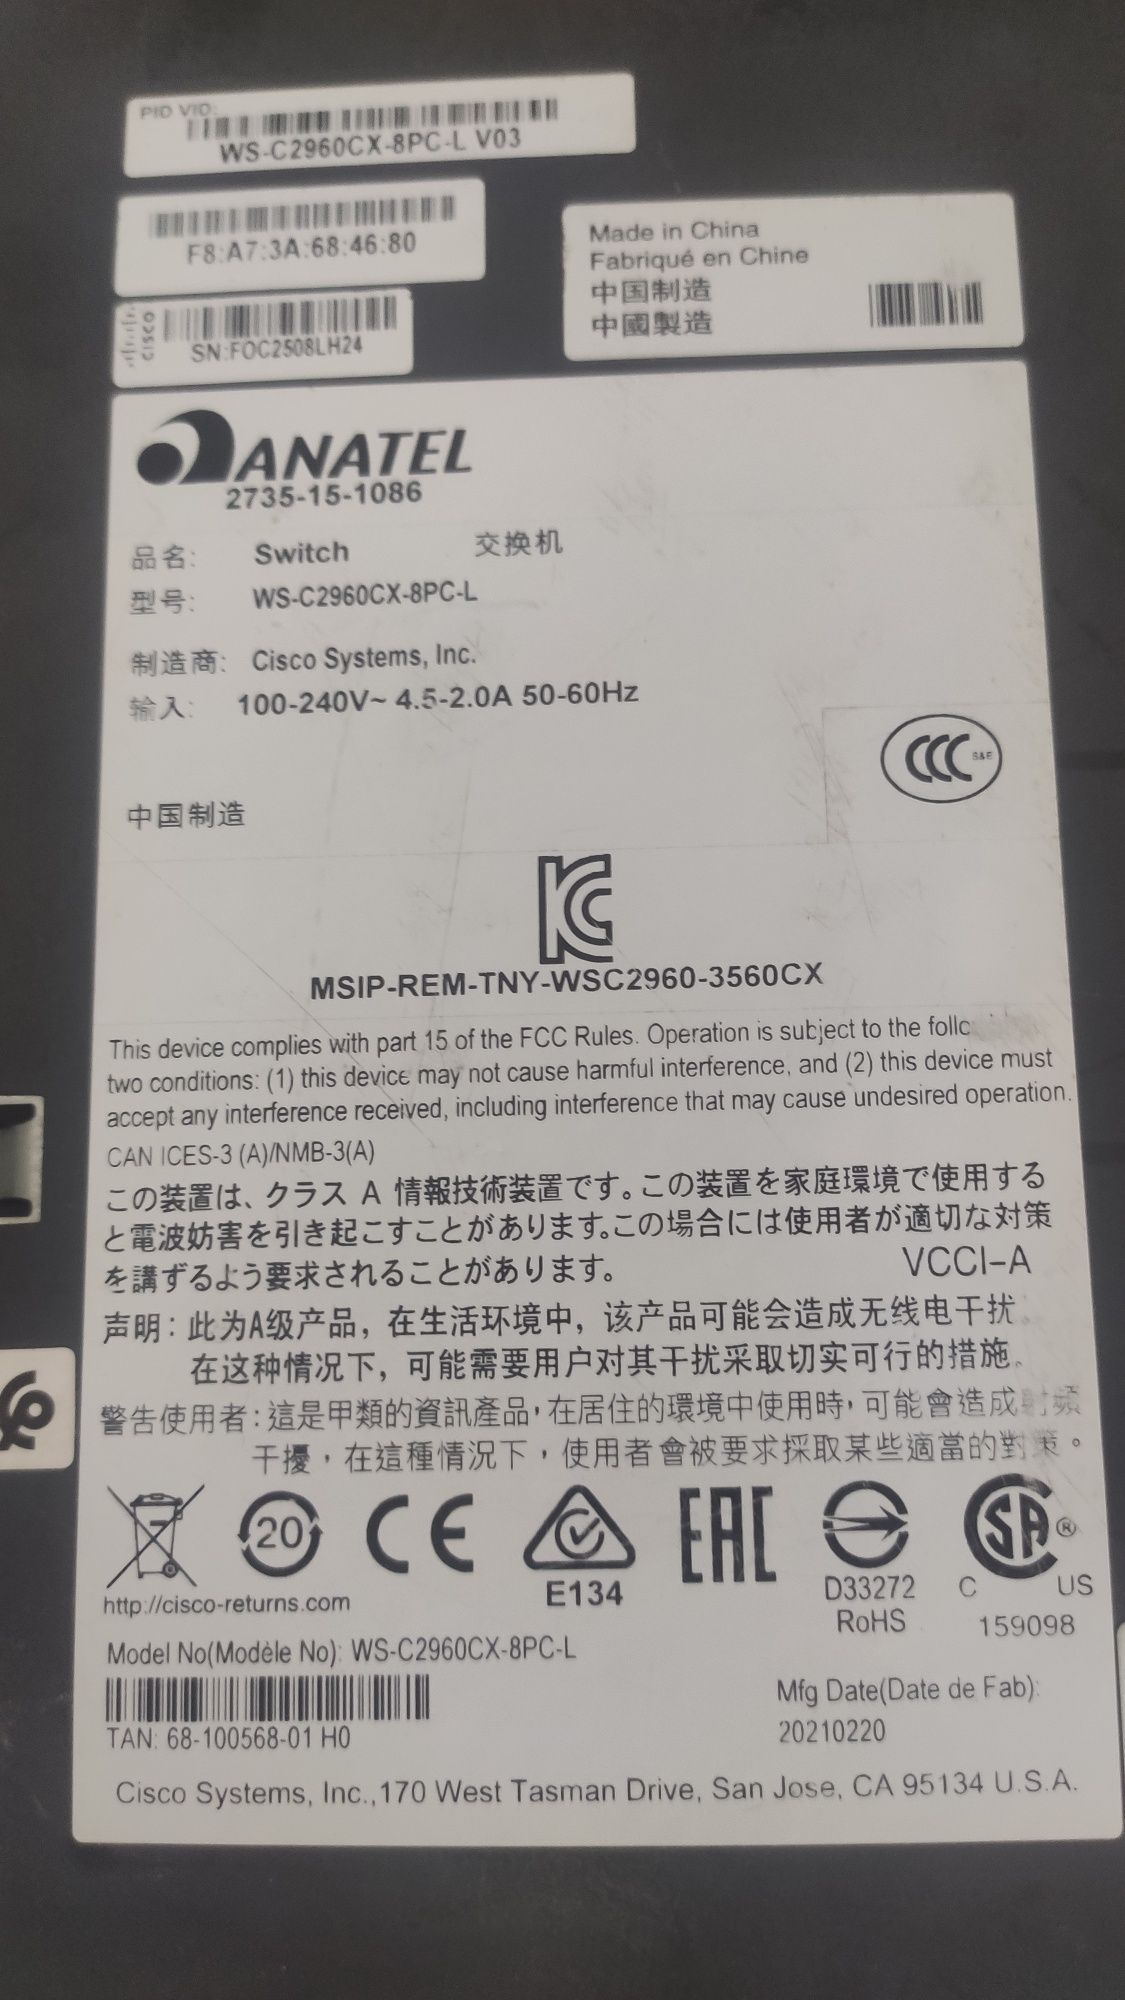 PID VID:
WS-C2960CX-8PC-L V03
F8:A7:3A:68:46:80
CISCO
SN:FOC2508LH24
Made in China
Fabriqué en Chine
中国制造
中國製造
ANATEL
2735-15-1086
品名: Switch 交换机
型号: WS-C2960CX-8PC-L
制造商: Cisco Systems, Inc.
输入: 100-240V~ 4.5-2.0A 50-60Hz
CCC S&E
中国制造
KC
MSIP-REM-TNY-WSC2960-3560CX
This device complies with part 15 of the FCC Rules. Operation is subject to the
two conditions: (1) this device may not cause harmful interference, and (2) this device must
accept any interference received, including interference that may cause undesired operation.
CAN ICES-3 (A)/NMB-3(A)
この装置は、クラス A 情報技術装置です。この装置を家庭環境で使用する
と電波妨害を引き起こすことがあります。この場合には使用者が適切な対策
を講ずるよう要求されることがあります。 VCCI-A
声明：此为A级产品，在生活环境中，该产品可能会造成无线电干扰。
在这种情况下，可能需要用户对其干扰采取切实可行的措施。
警告使用者：這是甲類的資訊產品，在居住的環境中使用時，可能會造成射頻
干擾，在這種情況下，使用者會被要求採取某些適當的對策。
20 CE EAC SA ®
E134
D33272
RoHS
C US
159098
http://cisco-returns.com
Model No(Modèle No): WS-C2960CX-8PC-L
TAN: 68-100568-01 H0
Mfg Date(Date de Fab):
20210220
Cisco Systems, Inc.,170 West Tasman Drive, San Jose, CA 95134 U.S.A.